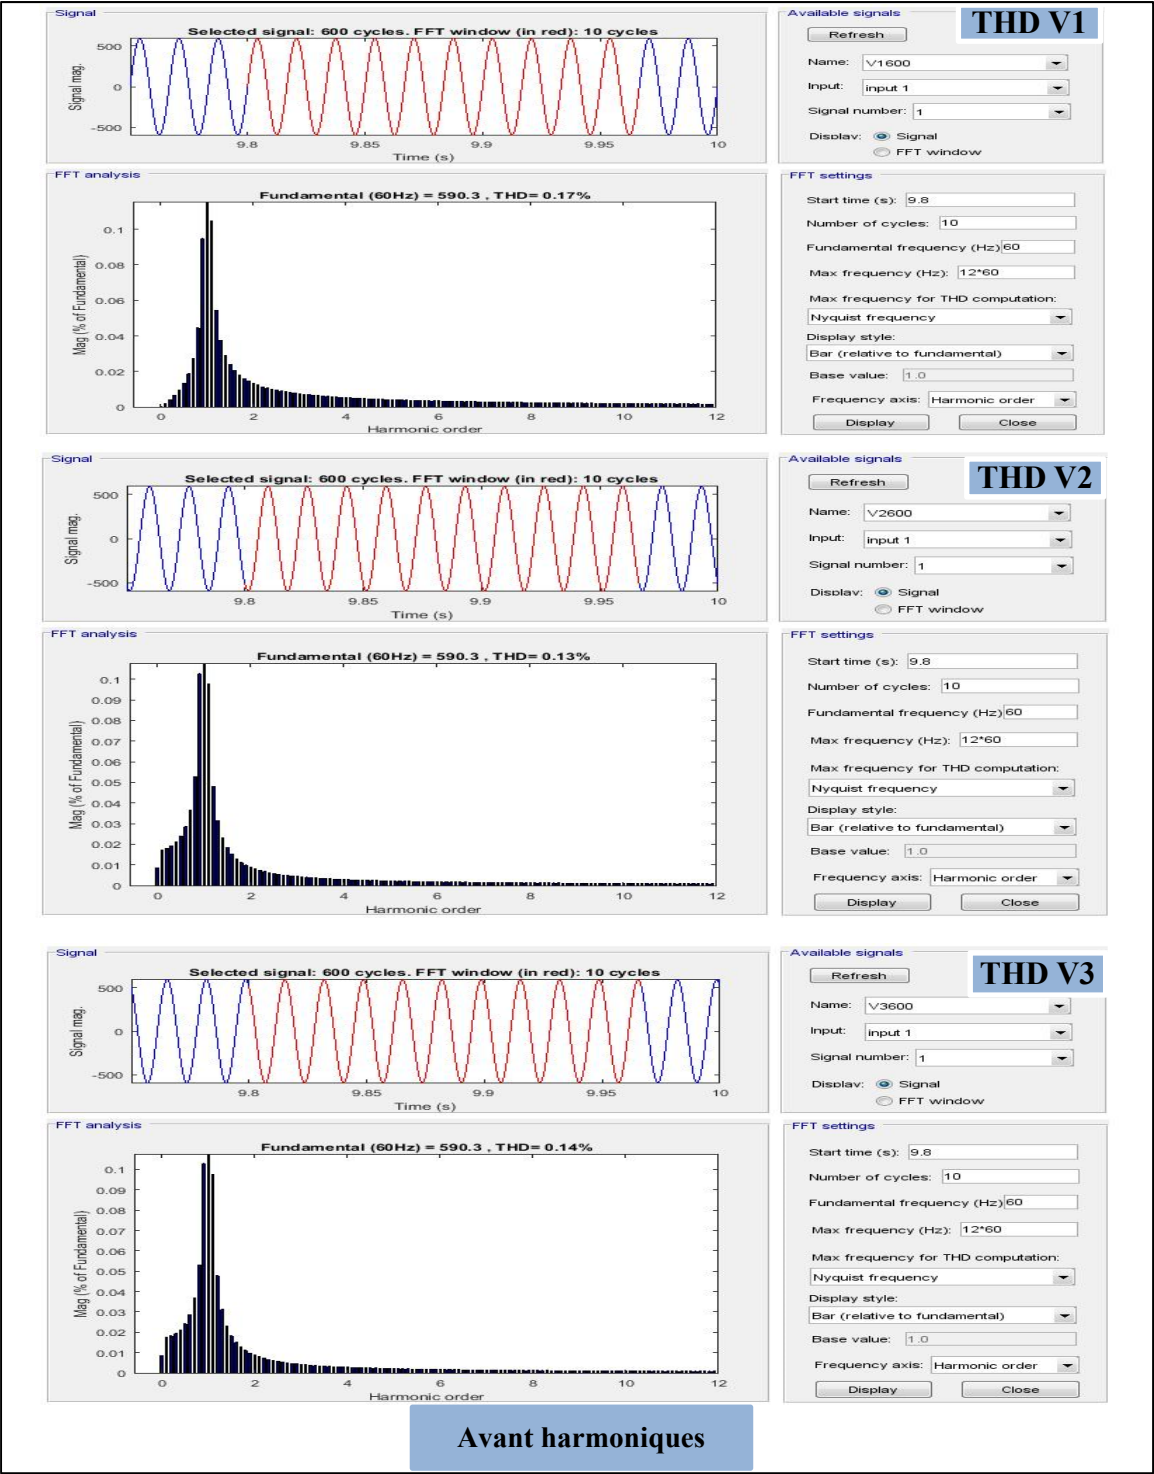 Signal
Selected signal: 600 cycles. FFT window (in red): 10 cycles
500
0
-500
Signal mag.
9.8 9.85 9.9 9.95 10
Time (s)
Available signals
THD V1
Refresh
Name: V1600
Input: input 1
Signal number: 1
Display: Signal
FFT window
FFT analysis
Fundamental (60Hz) = 590.3 , THD= 0.17%
0.1
0.08
0.06
0.04
0.02
0
Mag (% of Fundamental)
0 2 4 6 8 10 12
Harmonic order
FFT settings
Start time (s): 9.8
Number of cycles: 10
Fundamental frequency (Hz) 60
Max frequency (Hz): 12*60
Max frequency for THD computation:
Nyquist frequency
Display style:
Bar (relative to fundamental)
Base value: 1.0
Frequency axis: Harmonic order
Display Close
Signal
Selected signal: 600 cycles. FFT window (in red): 10 cycles
500
0
-500
Signal mag.
9.8 9.85 9.9 9.95 10
Time (s)
Available signals
THD V2
Refresh
Name: V2600
Input: input 1
Signal number: 1
Display: Signal
FFT window
FFT analysis
Fundamental (60Hz) = 590.3 , THD= 0.13%
0.1
0.09
0.08
0.07
0.06
0.05
0.04
0.03
0.02
0.01
0
Mag (% of Fundamental)
0 2 4 6 8 10 12
Harmonic order
FFT settings
Start time (s): 9.8
Number of cycles: 10
Fundamental frequency (Hz) 60
Max frequency (Hz): 12*60
Max frequency for THD computation:
Nyquist frequency
Display style:
Bar (relative to fundamental)
Base value: 1.0
Frequency axis: Harmonic order
Display Close
Signal
Selected signal: 600 cycles. FFT window (in red): 10 cycles
500
0
-500
Signal mag.
9.8 9.85 9.9 9.95 10
Time (s)
Available signals
THD V3
Refresh
Name: V3600
Input: input 1
Signal number: 1
Display: Signal
FFT window
FFT analysis
Fundamental (60Hz) = 590.3 , THD= 0.14%
0.1
0.09
0.08
0.07
0.06
0.05
0.04
0.03
0.02
0.01
0
Mag (% of Fundamental)
0 2 4 6 8 10 12
Harmonic order
FFT settings
Start time (s): 9.8
Number of cycles: 10
Fundamental frequency (Hz) 60
Max frequency (Hz): 12*60
Max frequency for THD computation:
Nyquist frequency
Display style:
Bar (relative to fundamental)
Base value: 1.0
Frequency axis: Harmonic order
Display Close
Avant harmoniques